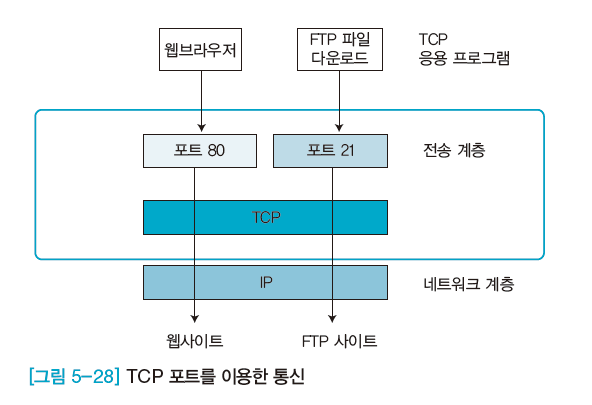 웹브라우저
FTP 파일
다운로드
TCP
응용 프로그램
포트 80
포트 21
전송 계층
TCP
IP
네트워크 계층
웹사이트
FTP 사이트
[그림 5-28] TCP 포트를 이용한 통신